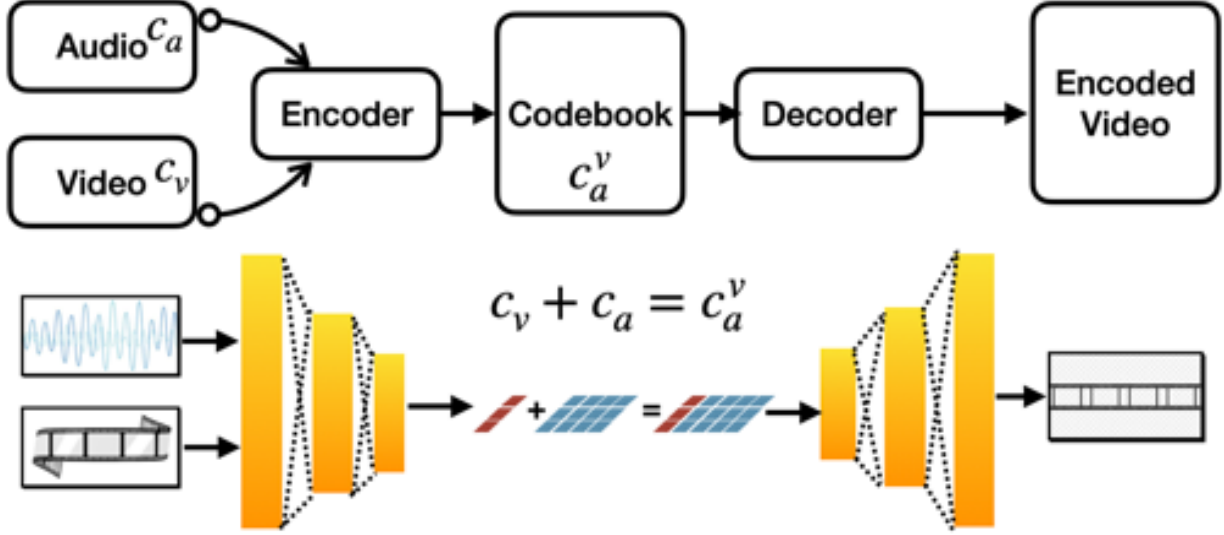 Audio c_a
Video c_v
Encoder
Codebook
c_a^v
Decoder
Encoded
Video
c_v + c_a = c_a^v
+ =